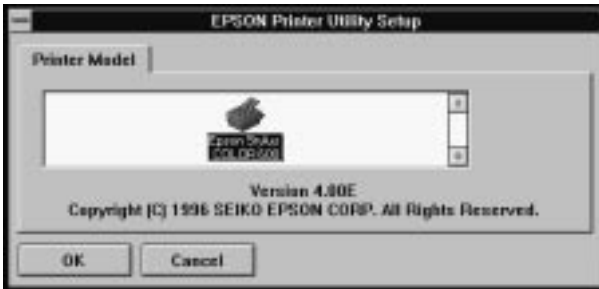 EPSON Printer Utility Setup
Printer Model
Epson Stylus
COLOR 600
Version 4.00E
Copyright (C) 1996 SEIKO EPSON CORP. All Rights Reserved.
OK
Cancel